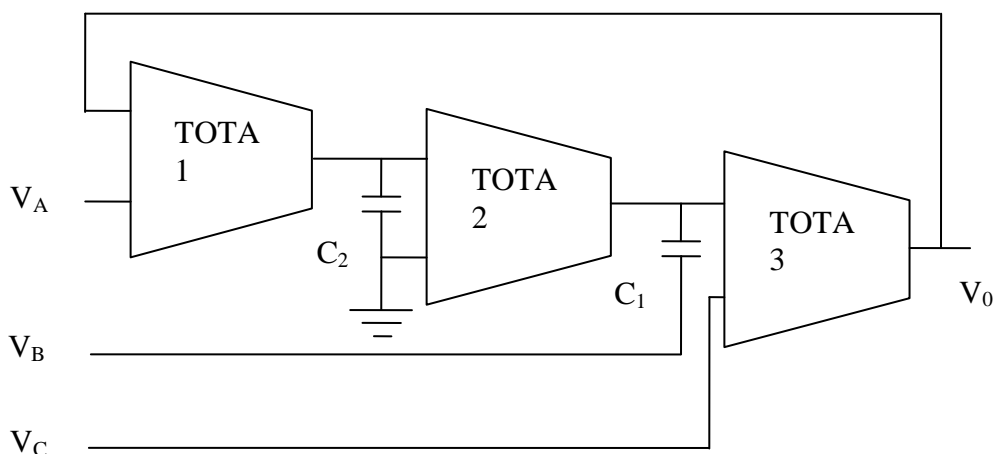 TOTA
1
TOTA
2
TOTA
3
V_A
C_2
C_1
V_0
V_B
V_C